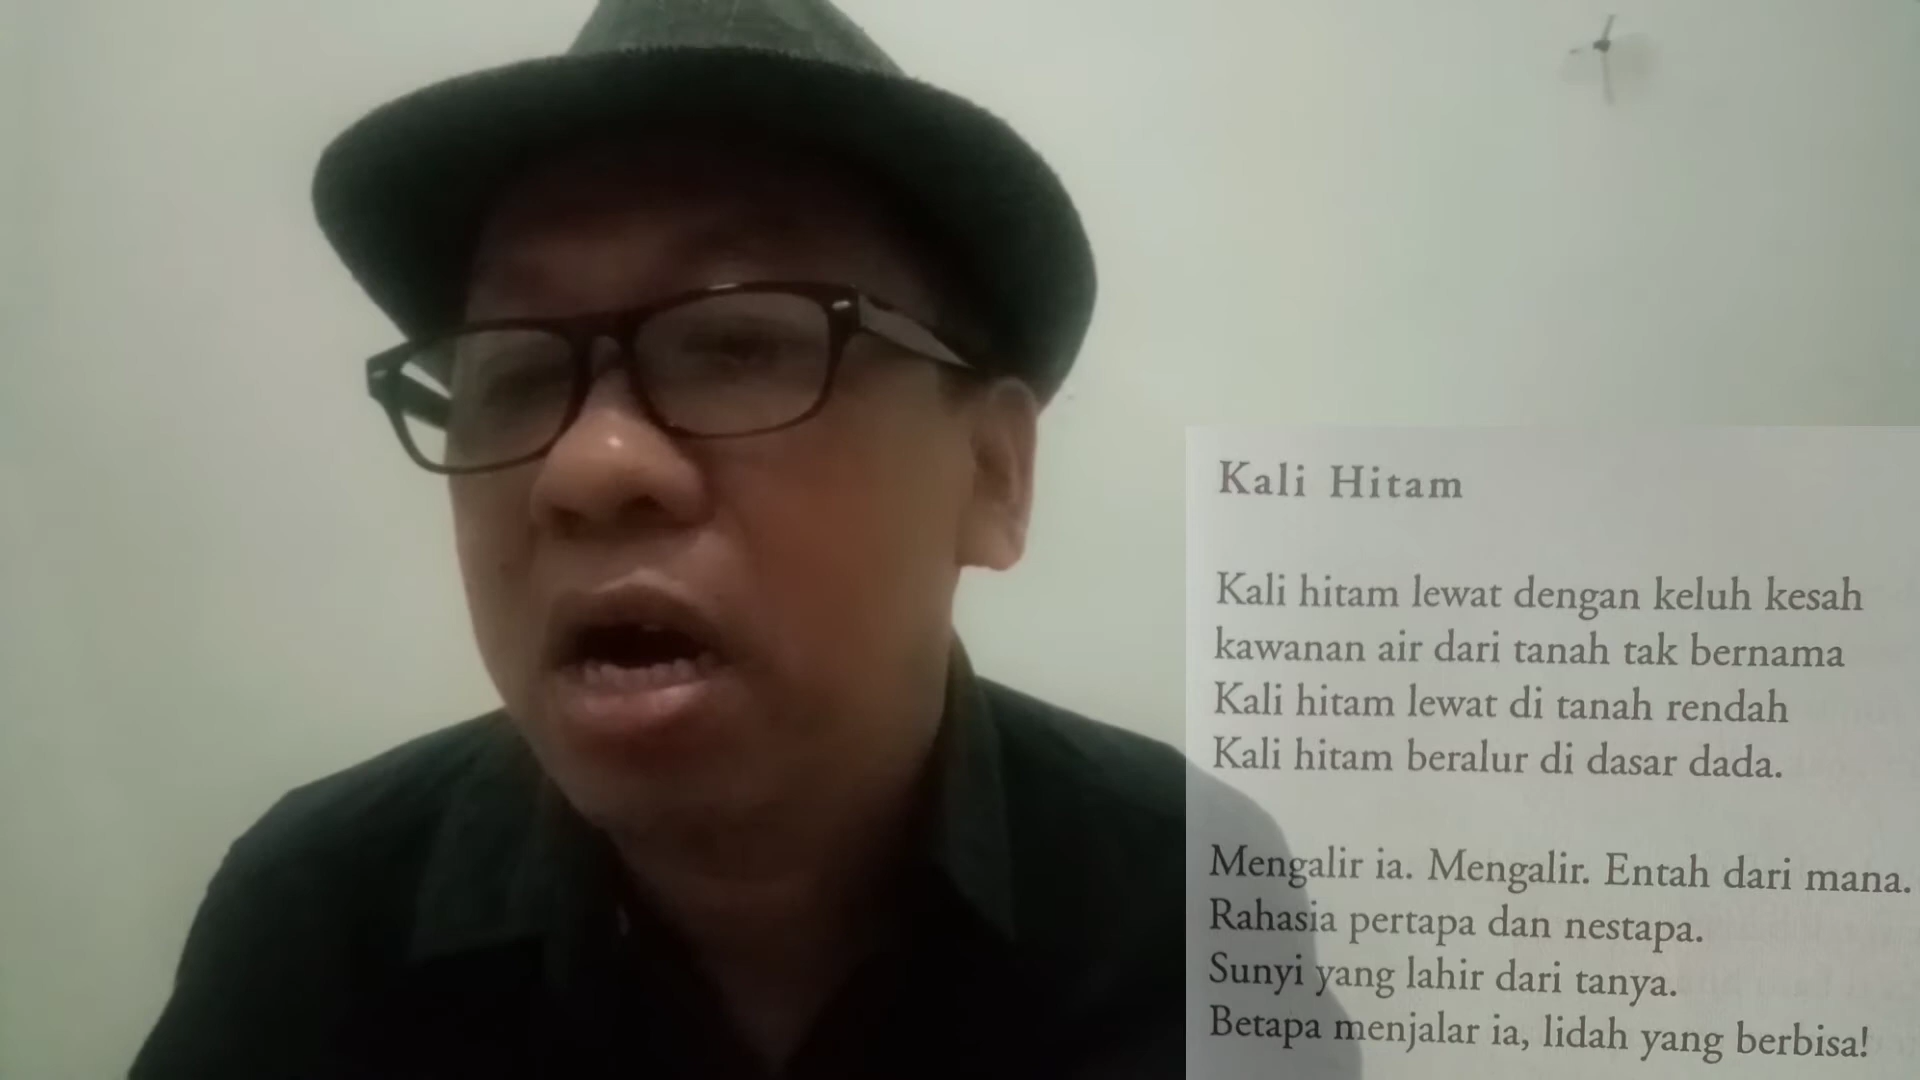 Kali Hitam
Kali hitam lewat dengan keluh kesah
kawanan air dari tanah tak bernama
Kali hitam lewat di tanah rendah
Kali hitam beralur di dasar dada.
Mengalir ia. Mengalir. Entah dari mana.
Rahasia pertapa dan nestapa.
Sunyi yang lahir dari tanya.
Betapa menjalar ia, lidah yang berbisa!